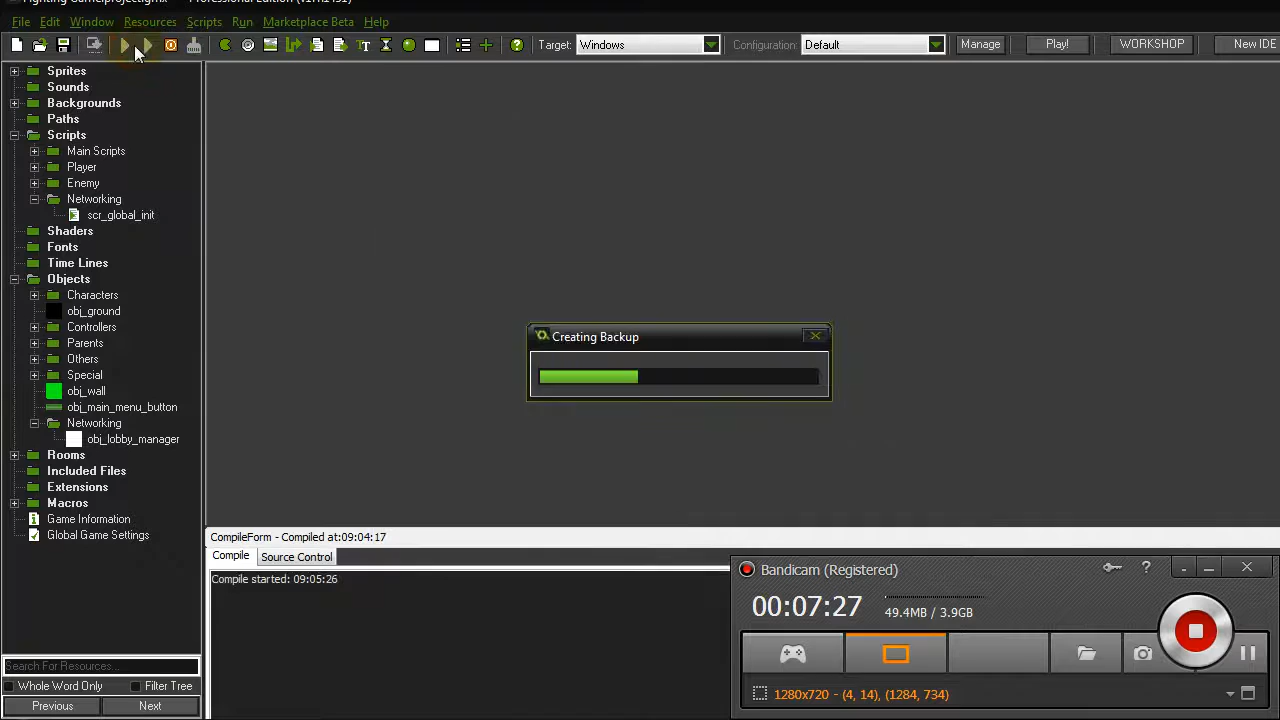 File Edit Window Resources Scripts Run Marketplace Beta Help
Target: Windows Configuration: Default Manage Play! WORKSHOP New IDE
Sprites
Sounds
Backgrounds
Paths
Scripts
Main Scripts
Player
Enemy
Networking
scr_global_init
Shaders
Fonts
Time Lines
Objects
Characters
obj_ground
Controllers
Parents
Others
Special
obj_wall
obj_main_menu_button
Networking
obj_lobby_manager
Rooms
Included Files
Extensions
Macros
Game Information
Global Game Settings
Search For Resources...
Whole Word Only Filter Tree
Previous Next
Creating Backup
CompileForm - Compiled at:09:04:17
Compile Source Control
Compile started: 09:05:26
Bandicam (Registered)
00:07:27 49.4MB / 3.9GB
1280x720 - (4, 14), (1284, 734)